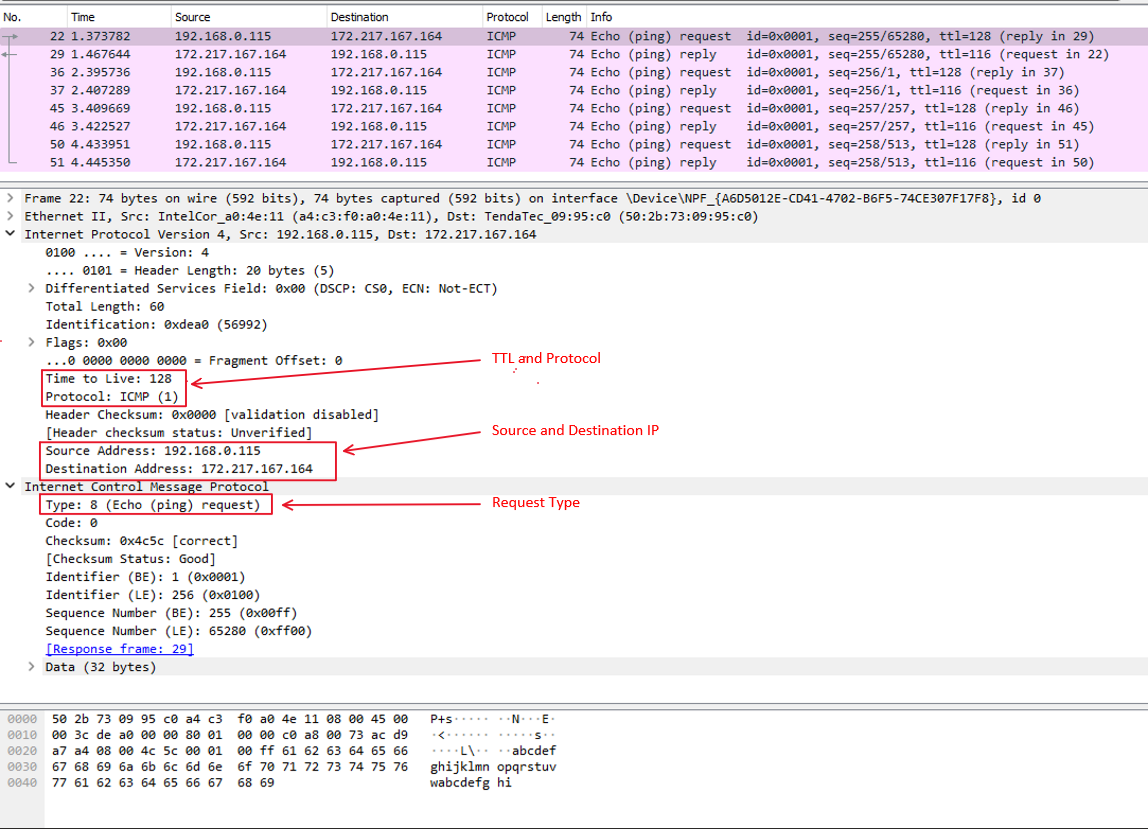 No. Time Source Destination Protocol Length Info
22 1.373782 192.168.0.115 172.217.167.164 ICMP 74 Echo (ping) request id=0x0001, seq=255/65280, ttl=128 (reply in 29)
29 1.467644 172.217.167.164 192.168.0.115 ICMP 74 Echo (ping) reply id=0x0001, seq=255/65280, ttl=116 (request in 22)
36 2.395736 192.168.0.115 172.217.167.164 ICMP 74 Echo (ping) request id=0x0001, seq=256/1, ttl=128 (reply in 37)
37 2.407289 172.217.167.164 192.168.0.115 ICMP 74 Echo (ping) reply id=0x0001, seq=256/1, ttl=116 (request in 36)
45 3.409669 192.168.0.115 172.217.167.164 ICMP 74 Echo (ping) request id=0x0001, seq=257/257, ttl=128 (reply in 46)
46 3.422527 172.217.167.164 192.168.0.115 ICMP 74 Echo (ping) reply id=0x0001, seq=257/257, ttl=116 (request in 45)
50 4.433951 192.168.0.115 172.217.167.164 ICMP 74 Echo (ping) request id=0x0001, seq=258/513, ttl=128 (reply in 51)
51 4.445350 172.217.167.164 192.168.0.115 ICMP 74 Echo (ping) reply id=0x0001, seq=258/513, ttl=116 (request in 50)
Frame 22: 74 bytes on wire (592 bits), 74 bytes captured (592 bits) on interface \Device\NPF_{A6D5012E-CD41-4702-B6F5-74CE307F17F8}, id 0
Ethernet II, Src: IntelCor_a0:4e:11 (a4:c3:f0:a0:4e:11), Dst: TendaTec_09:95:c0 (50:2b:73:09:95:c0)
Internet Protocol Version 4, Src: 192.168.0.115, Dst: 172.217.167.164
0100 .... = Version: 4
.... 0101 = Header Length: 20 bytes (5)
Differentiated Services Field: 0x00 (DSCP: CS0, ECN: Not-ECT)
Total Length: 60
Identification: 0xdea0 (56992)
Flags: 0x00
...0 0000 0000 0000 = Fragment Offset: 0
TTL and Protocol
Time to Live: 128
Protocol: ICMP (1)
Header Checksum: 0x0000 [validation disabled]
[Header checksum status: Unverified]
Source and Destination IP
Source Address: 192.168.0.115
Destination Address: 172.217.167.164
Internet Control Message Protocol
Type: 8 (Echo (ping) request)
Request Type
Code: 0
Checksum: 0x4c5c [correct]
[Checksum Status: Good]
Identifier (BE): 1 (0x0001)
Identifier (LE): 256 (0x0100)
Sequence Number (BE): 255 (0x00ff)
Sequence Number (LE): 65280 (0xff00)
[Response frame: 29]
Data (32 bytes)
0000 50 2b 73 09 95 c0 a4 c3 f0 a0 4e 11 08 00 45 00 P+s····· ··N···E·
0010 00 3c de a0 00 00 80 01 00 00 c0 a8 00 73 ac d9 ·<······ ·····s··
0020 a7 a4 08 00 4c 5c 00 01 00 ff 61 62 63 64 65 66 ····L\·· ··abcdef
0030 67 68 69 6a 6b 6c 6d 6e 6f 70 71 72 73 74 75 76 ghijklmn opqrstuv
0040 77 61 62 63 64 65 66 67 68 69 wabcdefg hi